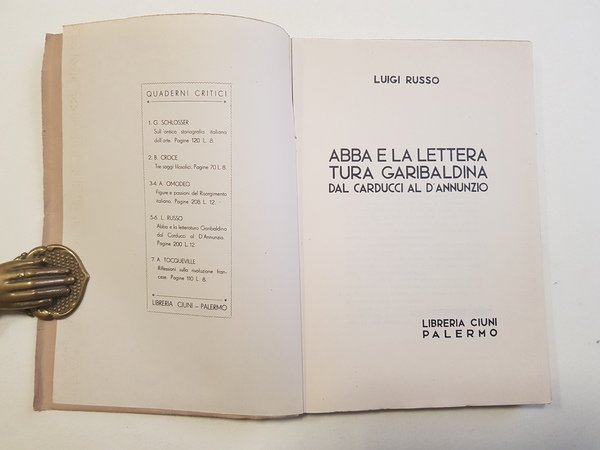 QUADERNI CRITICI
1. G. SCHLOSSER
Sull'antica storiografia italiana
dell'arte. Pagine 120 L. 8.
2. B. CROCE
Tre saggi filosofici. Pagine 70 L. 8.
3-4. A. OMODEO
Figure e passioni del Risorgimento
italiano. Pagine 208 L. 12.
5-6. L. RUSSO
Abba e la letteratura Garibaldina
dal Carducci al D'Annunzio.
Pagine 200 L. 12
7. A. TOCQUEVILLE
Riflessioni sulla rivoluzione fran-
cese. Pagine 110 L. 8.
LIBRERIA CIUNI – PALERMO
LUIGI RUSSO
ABBA E LA LETTERA
TURA GARIBALDINA
DAL CARDUCCI AL D'ANNUNZIO
LIBRERIA CIUNI
PALERMO